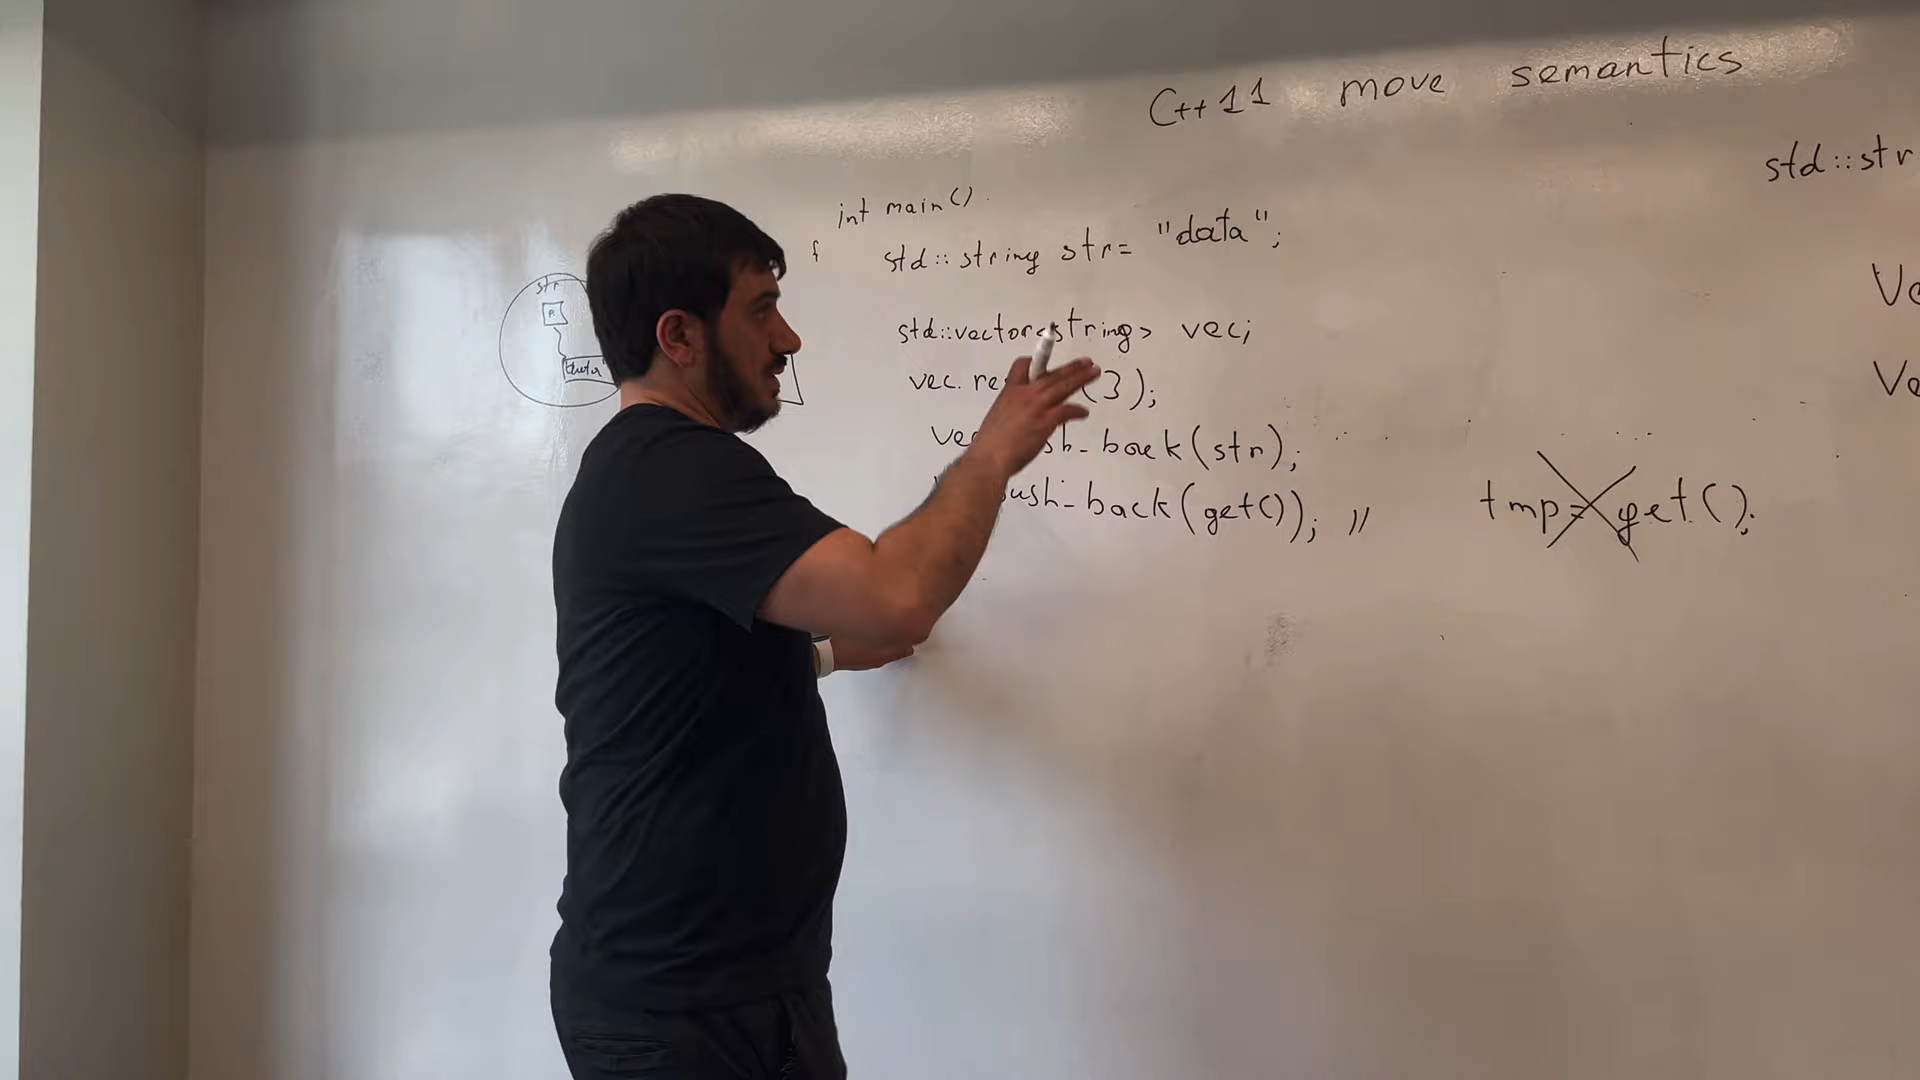 C++11 move semantics
std::str
int main()
{ std::string str= "data";
std::vector<string> vec;
vec. re (3);
ve sh_back(str);
ush_back(get()); // tmp= get();
Ve
Ve
str
P.